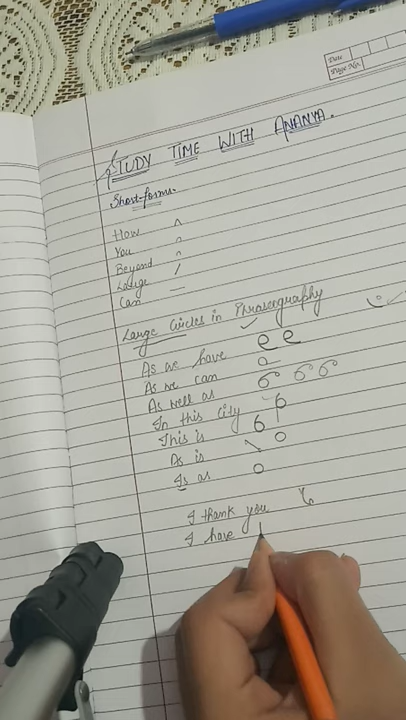 Date
Page No.
STUDY TIME WITH ANANYA.
Short-forms-
How
You
Beyond
Large
Can
Large Circles in Phraseography
As we have
As we can
As well as
In this city
This is
As is
Is as
I thank you
I have